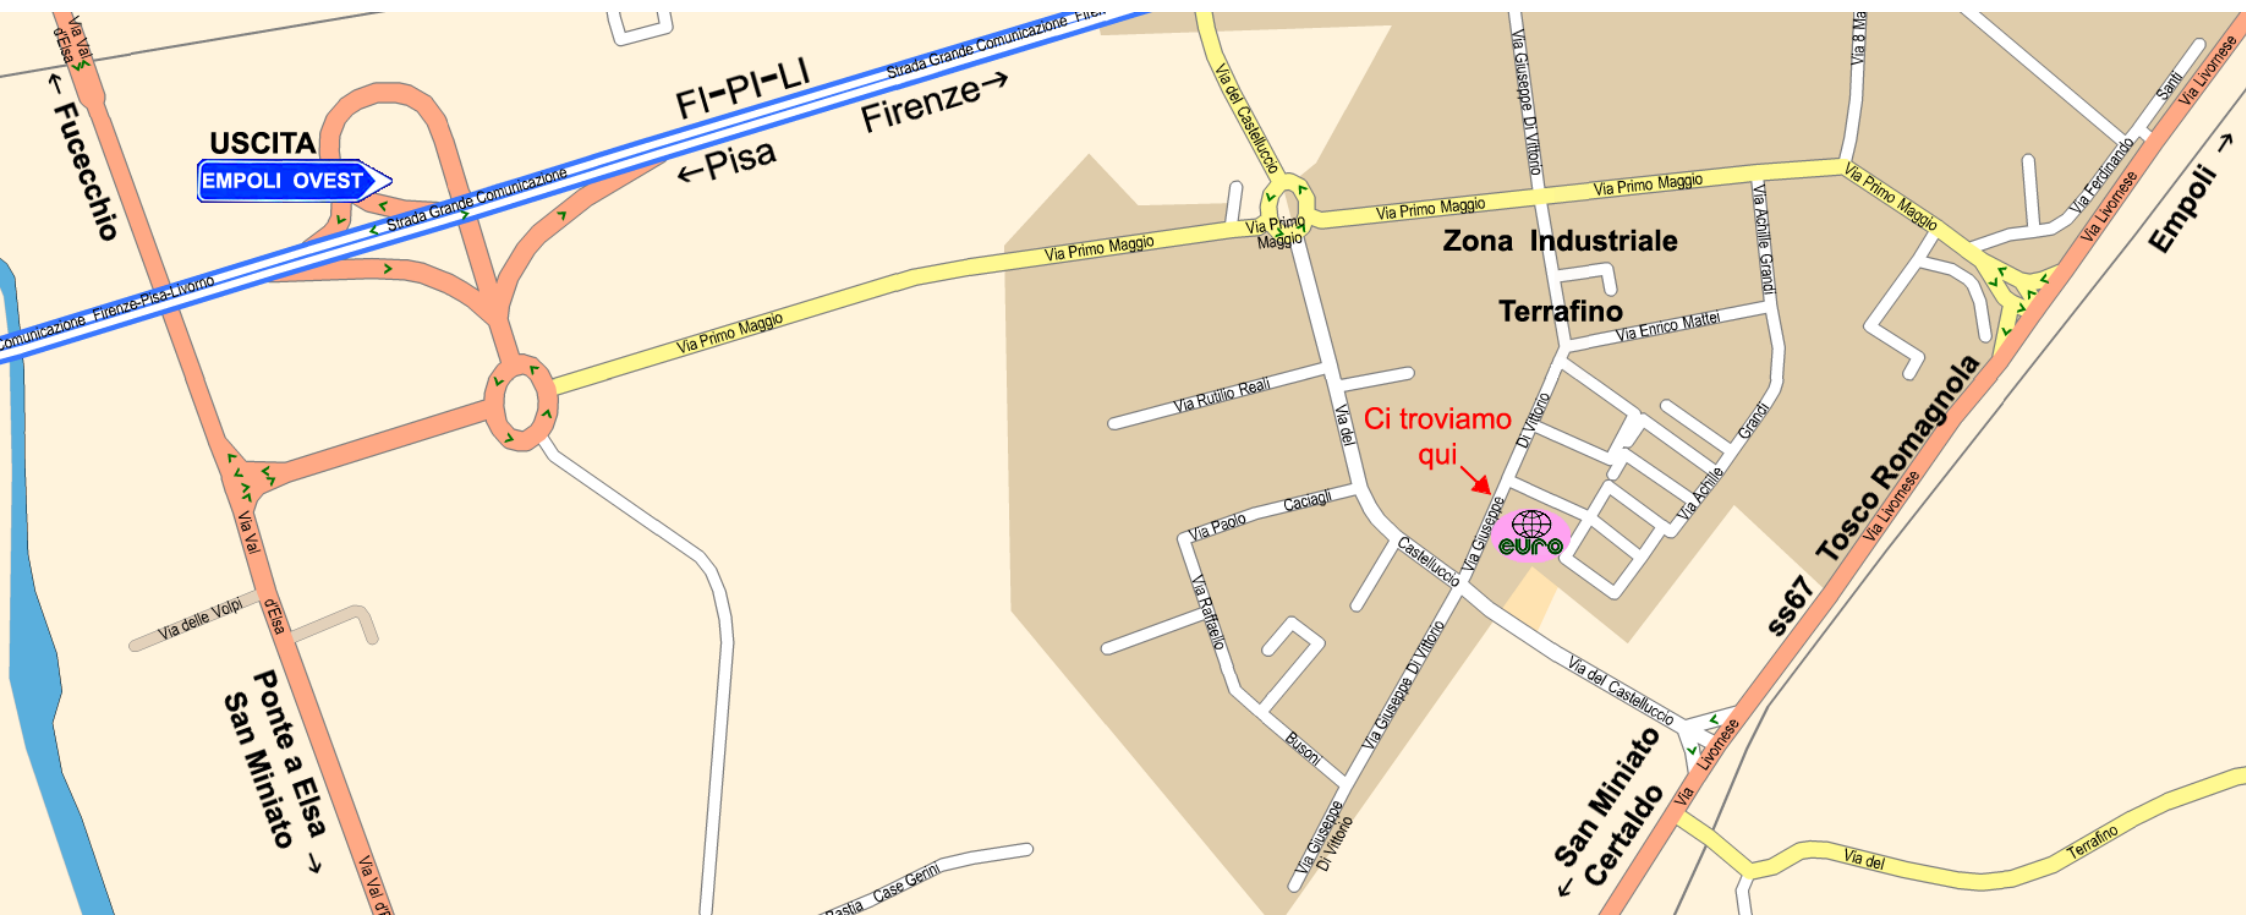 Via Val
d'Elsa
← Fucecchio
USCITA
EMPOLI OVEST
FI-PI-LI
Firenze→
←Pisa
Strada Grande Comunicazione
Strada Grande Comunicazione Firen
Comunicazione Firenze-Pisa-Livorno
Via Primo Maggio
Via Primo Maggio
Via Primo
Maggio
Via Primo Maggio
Via Primo Maggio
Via Primo Maggio
Via del Castelluccio
Via Giuseppe Di Vittorio
Via 8 Ma
Santi
Via Ferdinando
Via Livornese
Via Livornese
Empoli →
Zona Industriale
Terrafino
Via Achille Grandi
Via Enrico Mattei
Via Rutilio Reali
Via del
Ci troviamo
qui
Di Vittorio
Via Giuseppe
euro
Grandi
Via Achille
Via Paolo
Caciagli
Castelluccio
Via Raffaello
Busoni
Via Giuseppe Di Vittorio
Via Giuseppe
Di Vittorio
Via del Castelluccio
ss67 Tosco Romagnola
Via Livornese
Livornese
Via
← San Miniato
Certaldo
Via del
Terrafino
Via Val
d'Elsa
Via delle Volpi
Ponte a Elsa →
San Miniato
Via Val d'E
Bastia Case Gerini